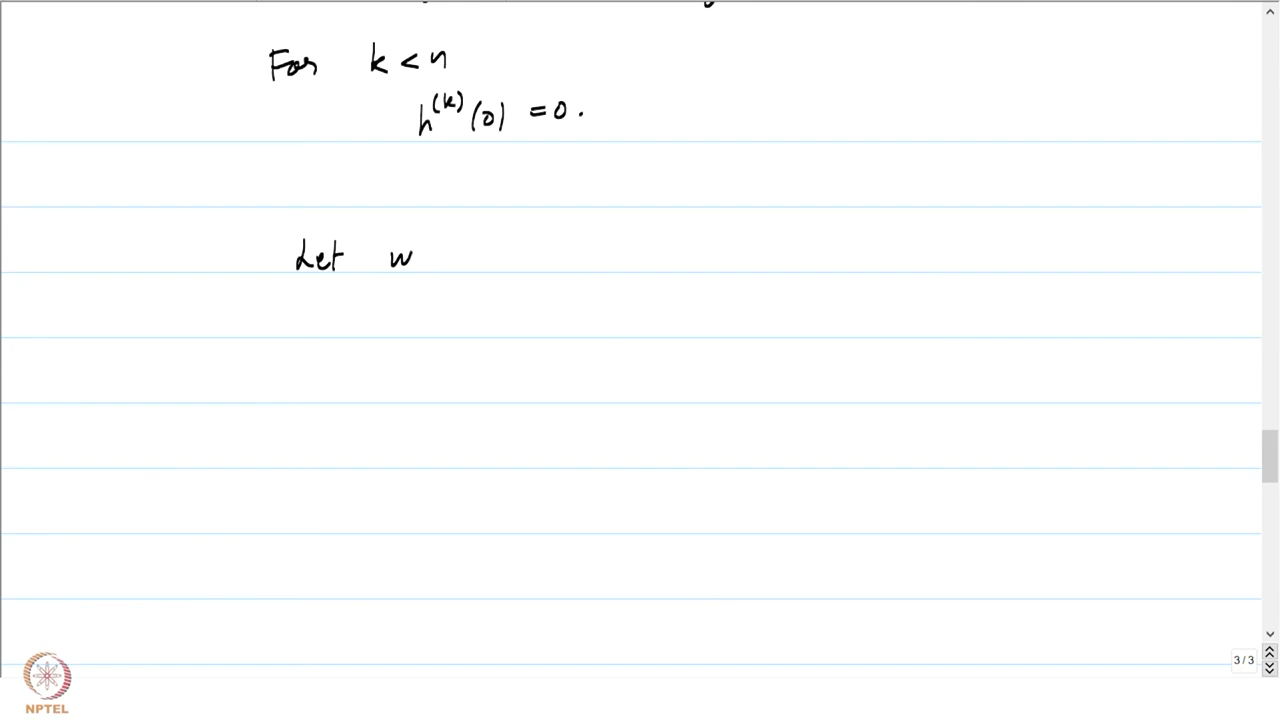 For k < n
h^(k) (0) = 0.
Let w
3 / 3
NPTEL